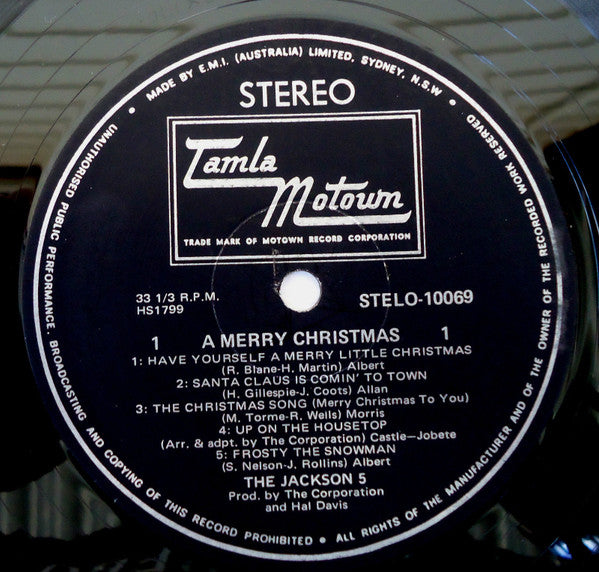 • MADE BY E.M.I. (AUSTRALIA) LIMITED, SYDNEY, N.S.W •
STEREO
Tamla
Motown
TRADE MARK OF MOTOWN RECORD CORPORATION
33 1/3 R.P.M.
HS1799
STELO-10069
1 A MERRY CHRISTMAS 1
1: HAVE YOURSELF A MERRY LITTLE CHRISTMAS
(R. Blane-H. Martin) Albert
2: SANTA CLAUS IS COMIN' TO TOWN
(H. Gillespie-J. Coots) Allan
3: THE CHRISTMAS SONG (Merry Christmas To You)
(M. Torme-R. Wells) Morris
4: UP ON THE HOUSETOP
(Arr. & adpt. by The Corporation) Castle—Jobete
5: FROSTY THE SNOWMAN
(S. Nelson-J. Rollins) Albert
THE JACKSON 5
Prod. by The Corporation
and Hal Davis
UNAUTHORISED PUBLIC PERFORMANCE, BROADCASTING AND COPYING OF THIS RECORD PROHIBITED • ALL RIGHTS OF THE MANUFACTURER AND OF THE OWNER OF THE RECORDED WORK RESERVED